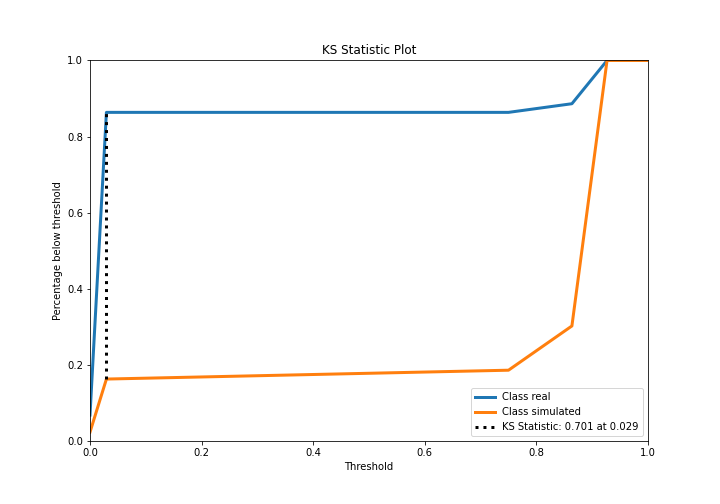 KS Statistic Plot
1.0
0.8
0.6
0.4
0.2
0.0
Percentage below threshold
0.0 0.2 0.4 0.6 0.8 1.0
Threshold
Class real
Class simulated
KS Statistic: 0.701 at 0.029